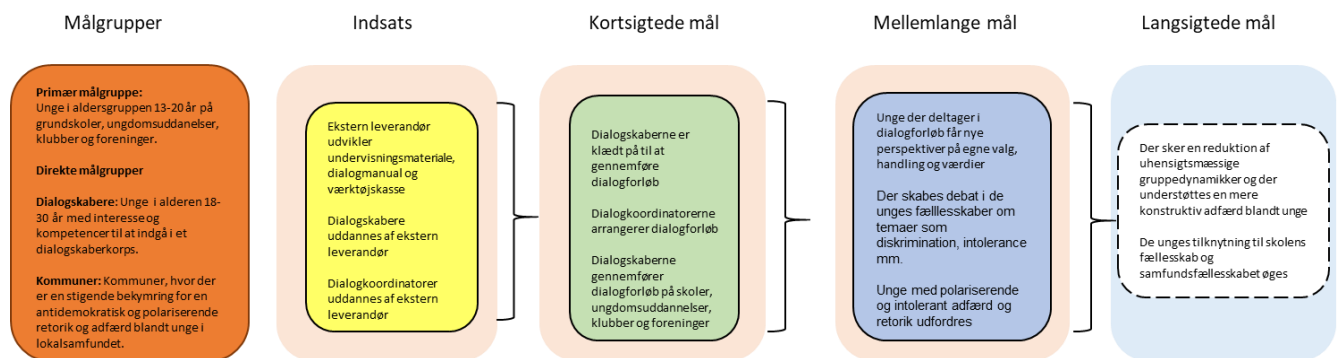 Målgrupper
Indsats
Kortsigtede mål
Mellemlange mål
Langsigtede mål
Primær målgruppe:
Unge i aldersgruppen 13-20 år på
grundskoler, ungdomsuddanelser,
klubber og foreninger.
Direkte målgrupper
Dialogskabere: Unge i alderen 18-
30 år med interesse og
kompetencer til at indgå i et
dialogskaberkorps.
Kommuner: Kommuner, hvor der
er en stigende bekymring for en
antidemokratisk og polariserende
retorik og adfærd blandt unge i
lokalsamfundet.
Ekstern leverandør
udvikler
undervisningsmateriale,
dialogmanual og
værktøjskasse
Dialogskabere
uddannes af ekstern
leverandør
Dialogkoordinatorer
uddannes af ekstern
leverandør
Dialogskaberne er
klædt på til at
gennemføre
dialogforløb
Dialogkoordinatorerne
arrangerer dialogforløb
Dialogskaberne
gennemfører
dialogforløb på skoler,
ungdomsuddannelser,
klubber og foreninger
Unge der deltager i
dialogforløb får nye
perspektiver på egne valg,
handling og værdier
Der skabes debat i de
unges fælllesskaber om
temaer som
diskrimination, intolerance
mm.
Unge med polariserende
og intolerant adfærd og
retorik udfordres
Der sker en reduktion af
uhensigtsmæssige
gruppedynamikker og der
understøttes en mere
konstruktiv adfærd blandt unge
De unges tilknytning til skolens
fællesskab og
samfundsfællesskabet øges